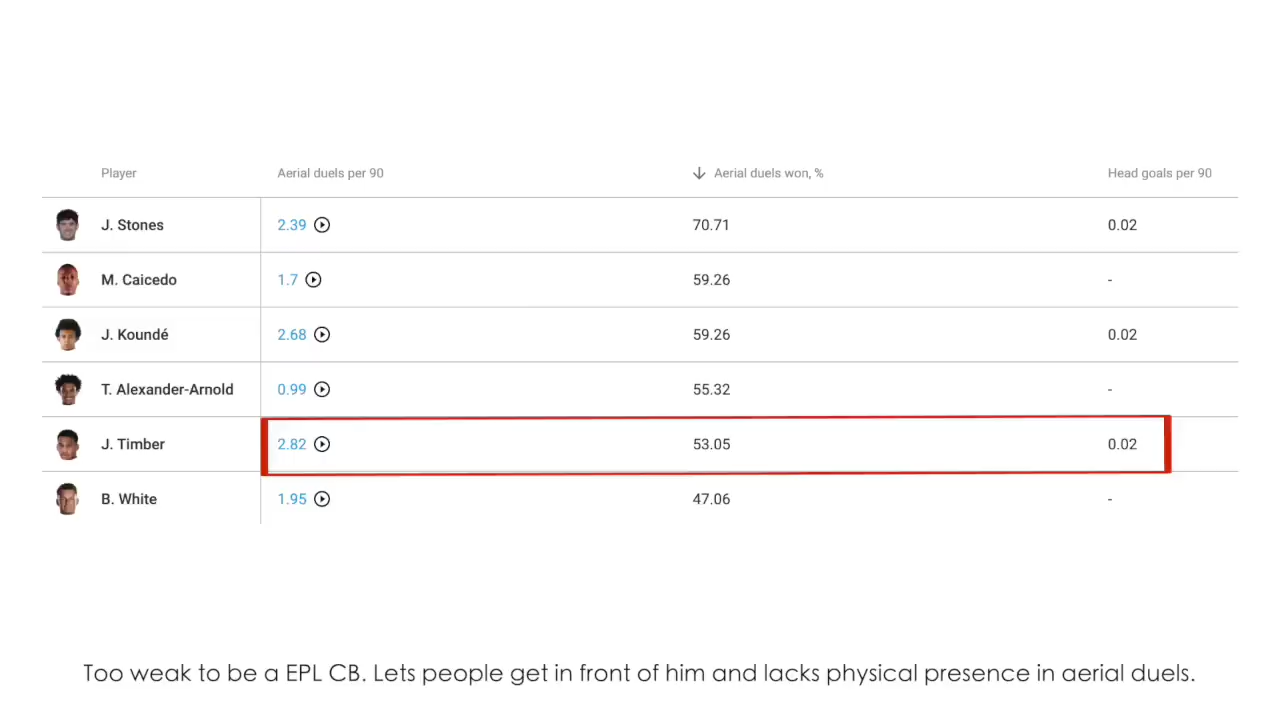 Player Aerial duels per 90 Aerial duels won, % Head goals per 90
J. Stones 2.39 70.71 0.02
M. Caicedo 1.7 59.26 -
J. Koundé 2.68 59.26 0.02
T. Alexander-Arnold 0.99 55.32 -
J. Timber 2.82 53.05 0.02
B. White 1.95 47.06 -
Too weak to be a EPL CB. Lets people get in front of him and lacks physical presence in aerial duels.